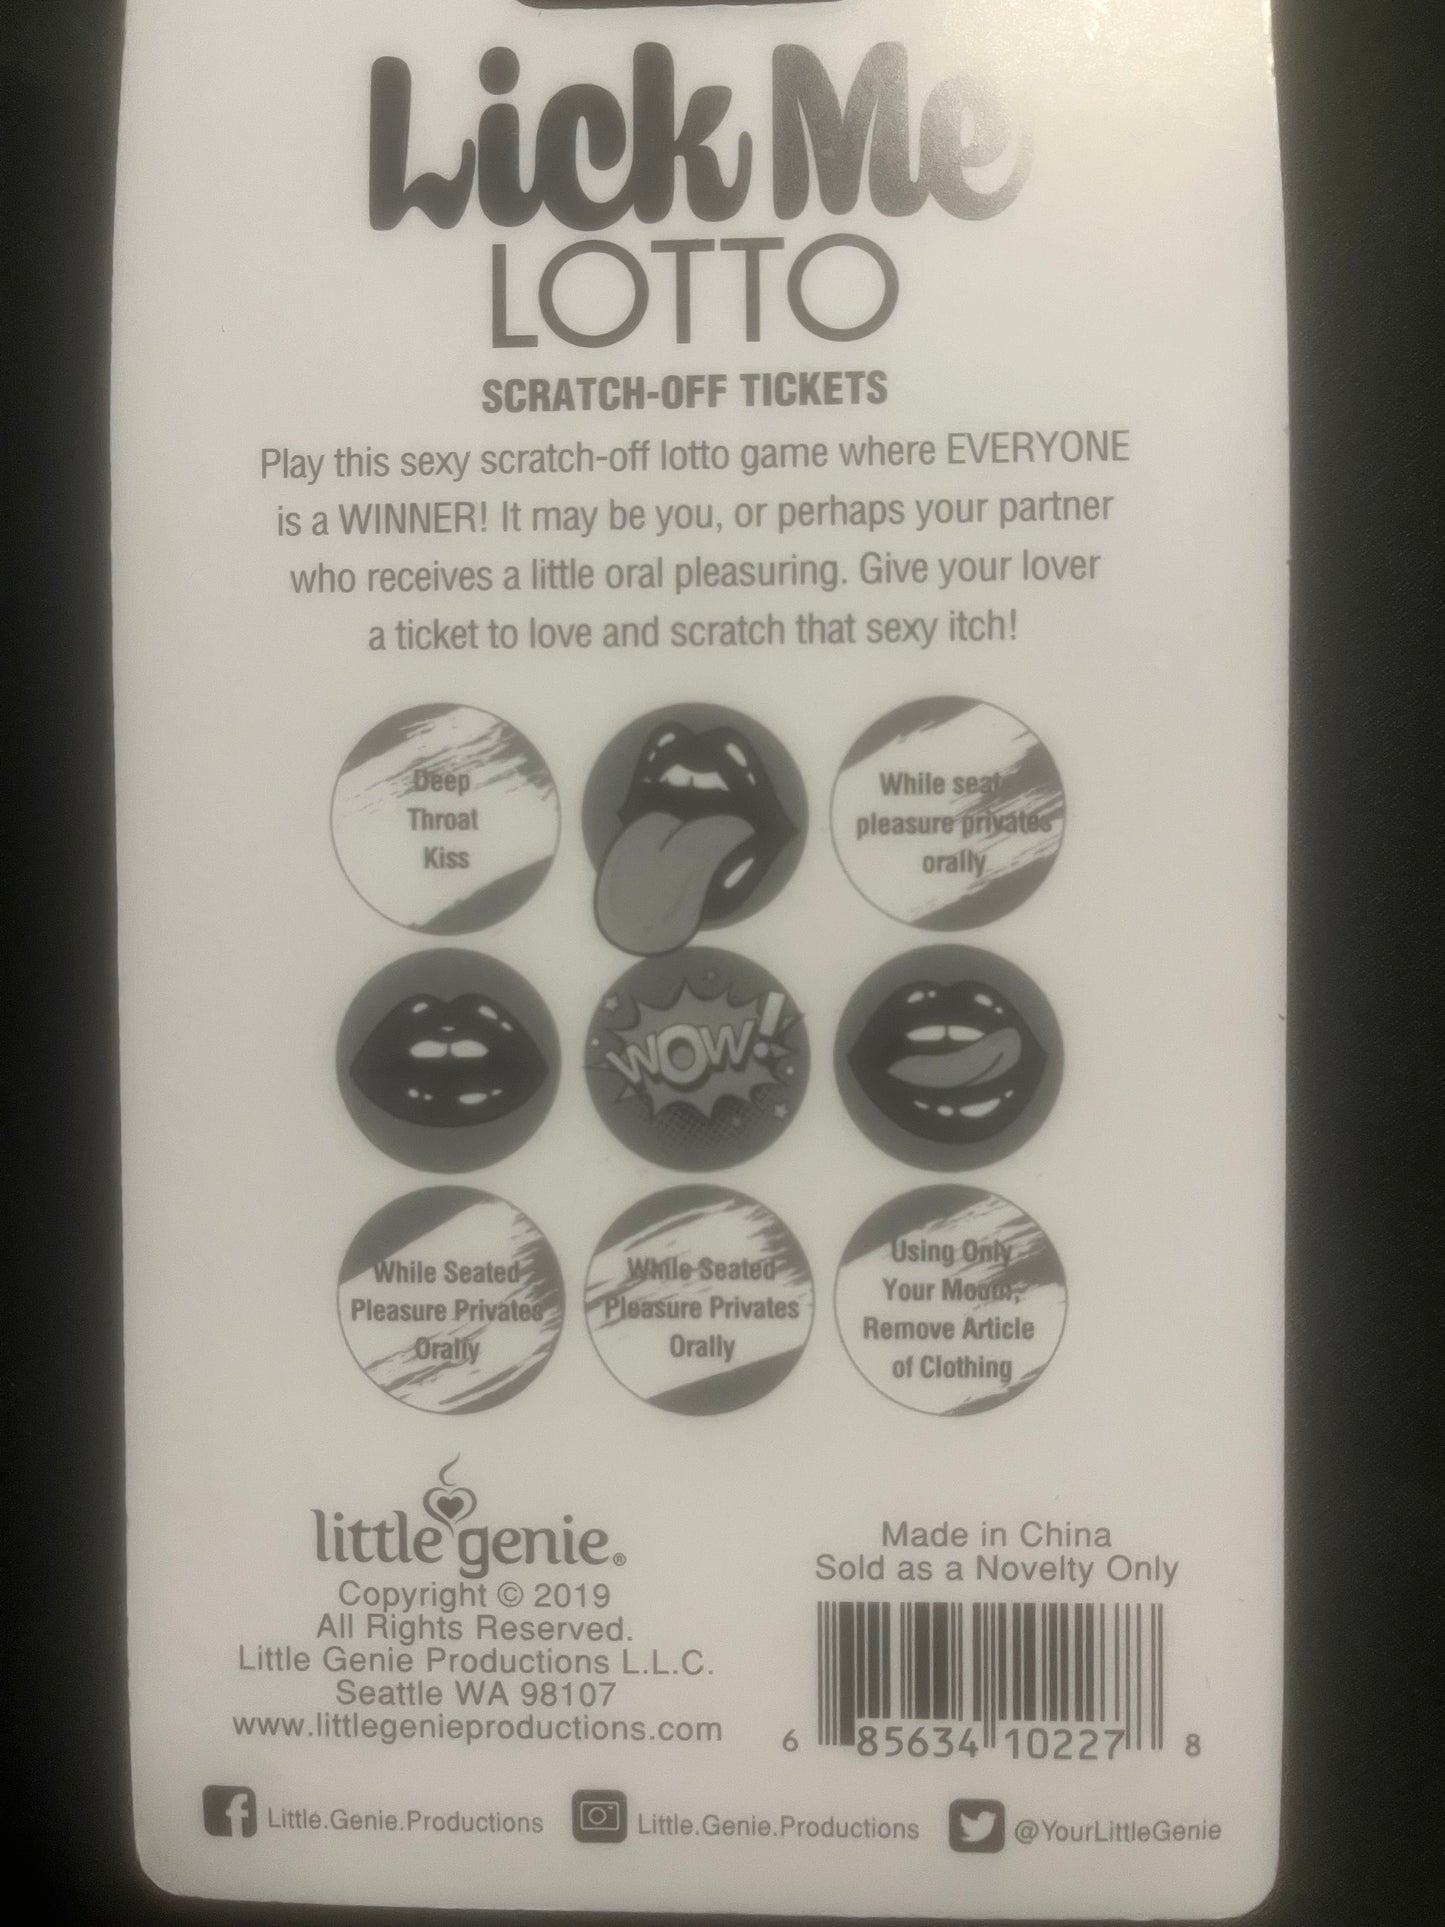 Lick Me
LOTTO
SCRATCH-OFF TICKETS
Play this sexy scratch-off lotto game where EVERYONE
is a WINNER! It may be you, or perhaps your partner
who receives a little oral pleasuring. Give your lover
a ticket to love and scratch that sexy itch!
Deep
Throat
Kiss
While seat
pleasure privates
orally
WOW!
While Seated
Pleasure Privates
Orally
While Seated
Pleasure Privates
Orally
Using Only
Your Mouth,
Remove Article
of Clothing
little genie®
Copyright © 2019
All Rights Reserved.
Little Genie Productions L.L.C.
Seattle WA 98107
www.littlegenieproductions.com
Made in China
Sold as a Novelty Only
6 85634 10227 8
Little.Genie.Productions
Little.Genie.Productions
@YourLittleGenie